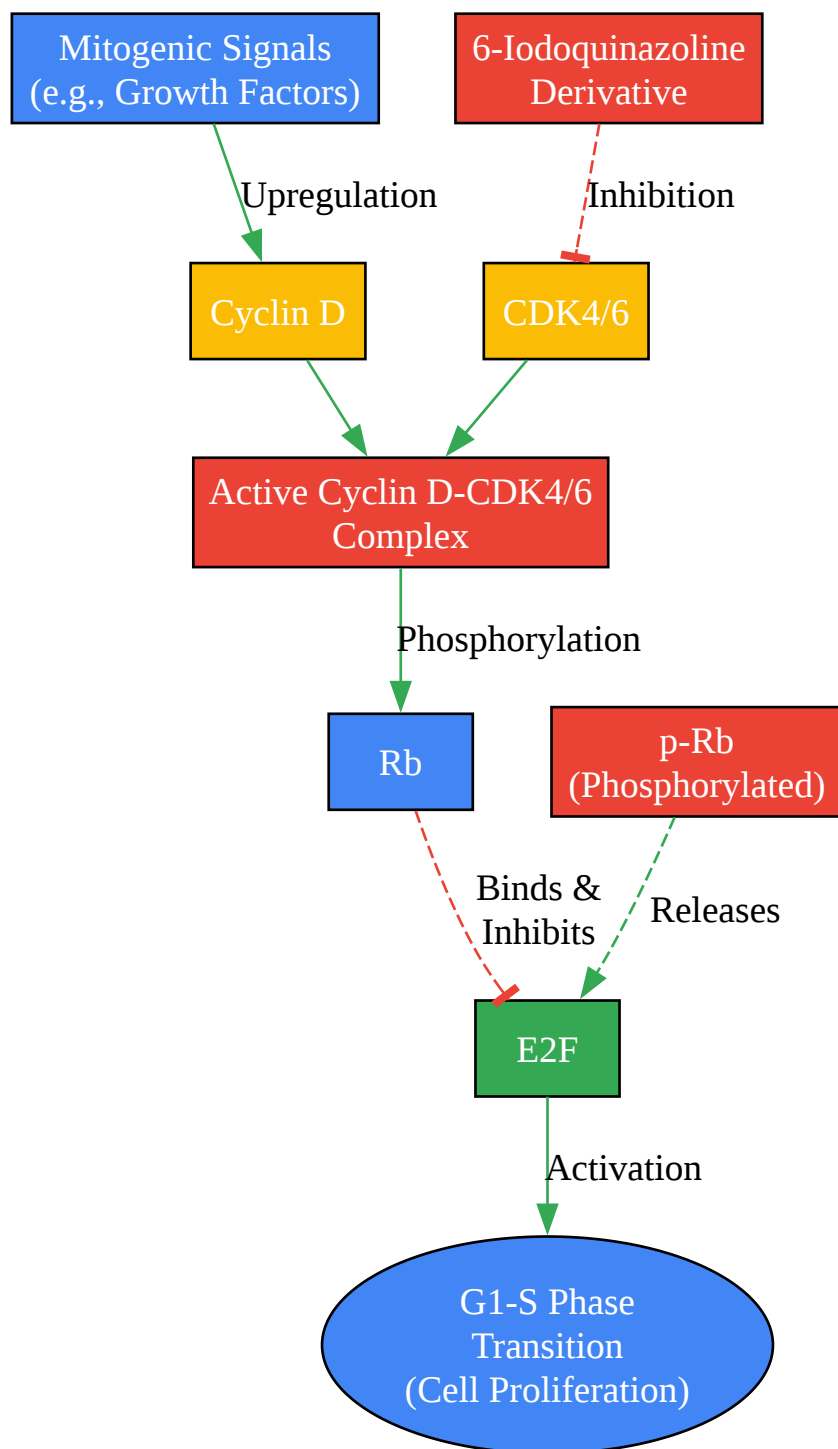 Mitogenic Signals
(e.g., Growth Factors)
6-Iodoquinazoline
Derivative
Upregulation
Inhibition
Cyclin D
CDK4/6
Active Cyclin D-CDK4/6
Complex
Phosphorylation
Rb
p-Rb
(Phosphorylated)
Binds &
Inhibits
Releases
E2F
Activation
G1-S Phase
Transition
(Cell Proliferation)